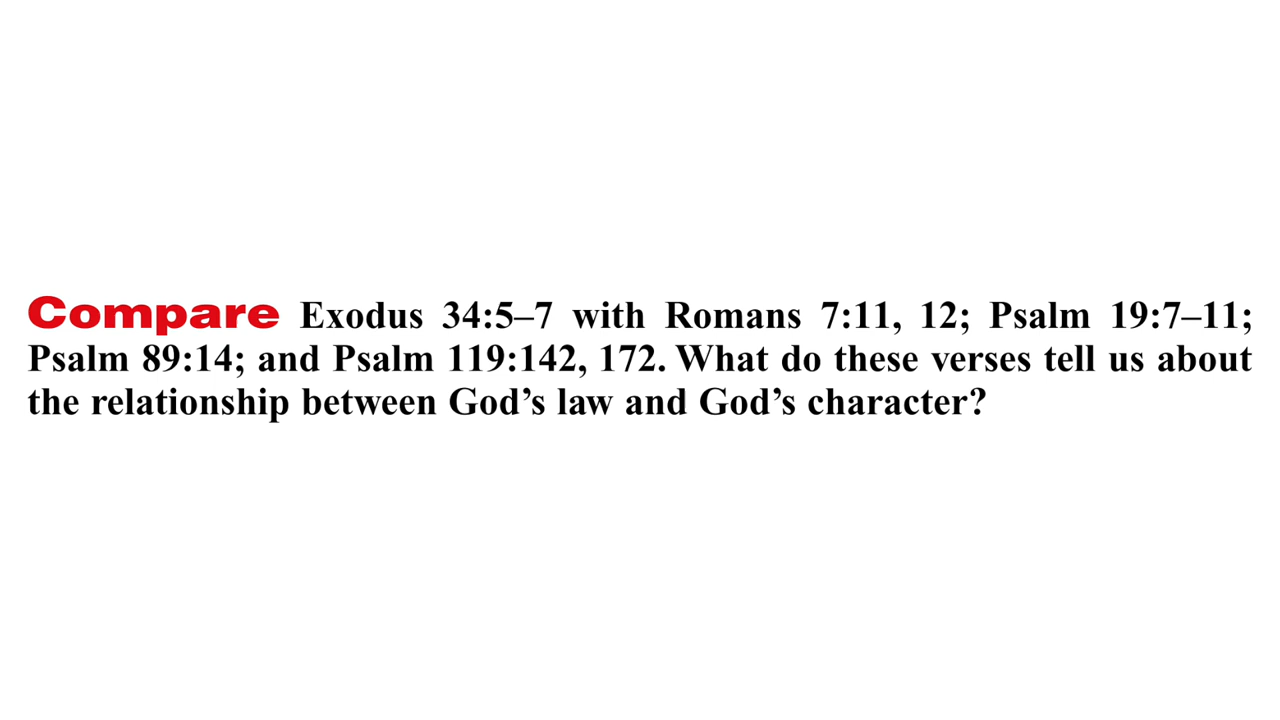 Compare Exodus 34:5–7 with Romans 7:11, 12; Psalm 19:7–11;
Psalm 89:14; and Psalm 119:142, 172. What do these verses tell us about
the relationship between God’s law and God’s character?